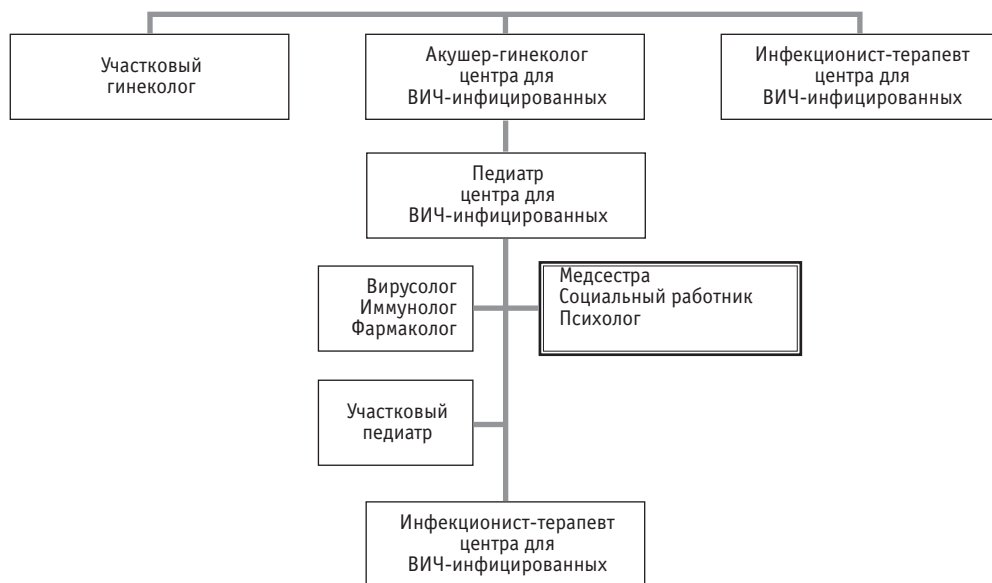 Участковый
гинеколог
Акушер-гинеколог
центра для
ВИЧ-инфицированных
Инфекционист-терапевт
центра для
ВИЧ-инфицированных
Педиатр
центра для
ВИЧ-инфицированных
Вирусолог
Иммунолог
Фармаколог
Медсестра
Социальный работник
Психолог
Участковый
педиатр
Инфекционист-терапевт
центра для
ВИЧ-инфицированных